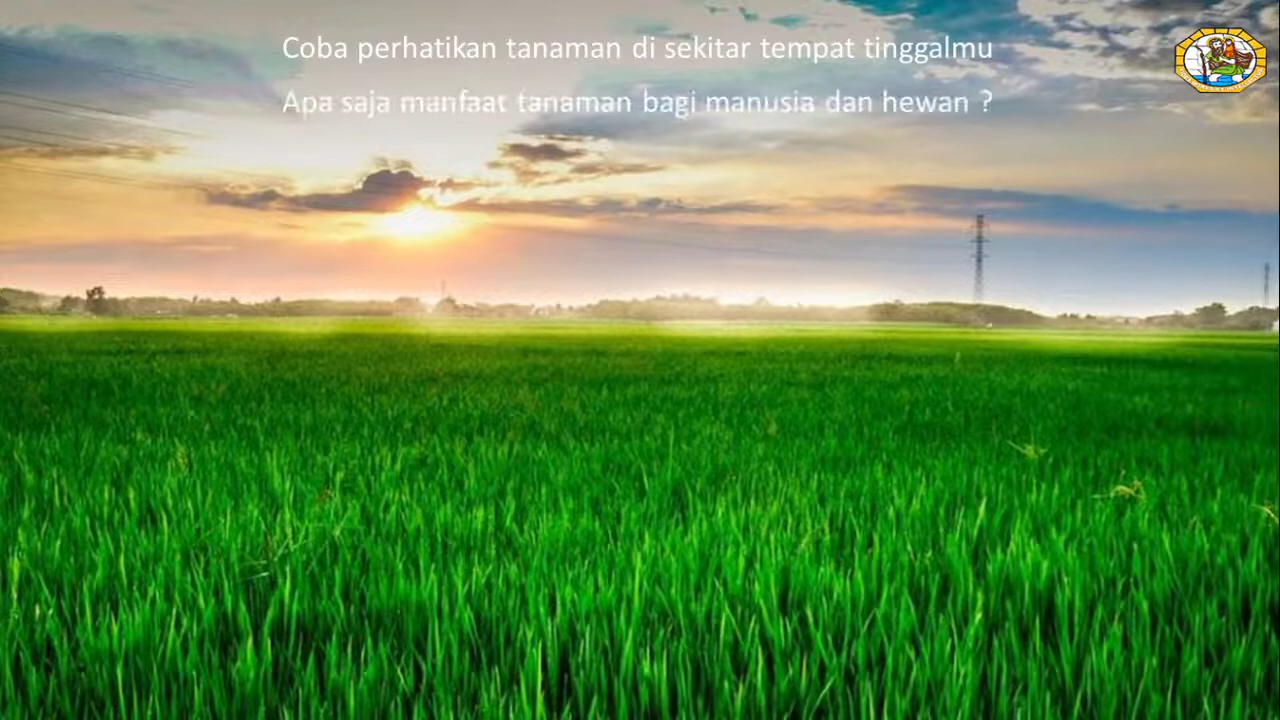 Coba perhatikan tanaman di sekitar tempat tinggalmu
Apa saja manfaat tanaman bagi manusia dan hewan ?